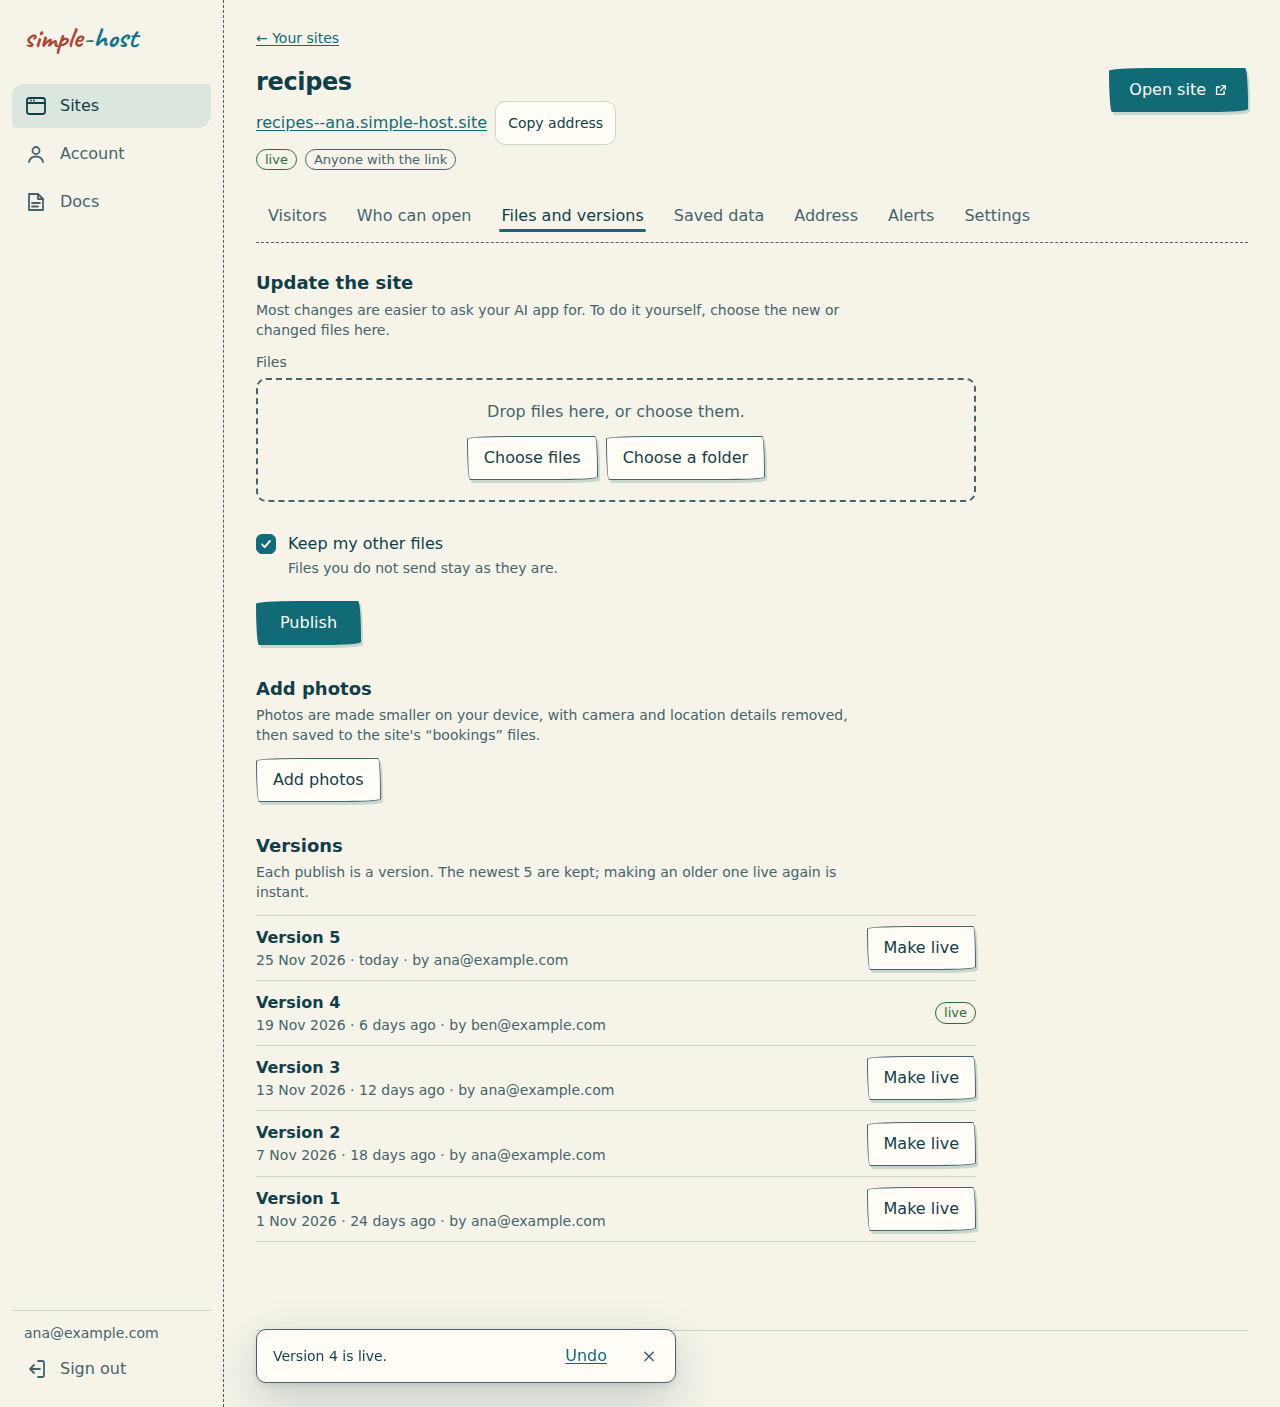 simple-host
Sites
Account
Docs
ana@example.com
Sign out
← Your sites
recipes
Open site
recipes--ana.simple-host.site
Copy address
live
Anyone with the link
Visitors
Who can open
Files and versions
Saved data
Address
Alerts
Settings
Update the site
Most changes are easier to ask your AI app for. To do it yourself, choose the new or
changed files here.
Files
Drop files here, or choose them.
Choose files
Choose a folder
Keep my other files
Files you do not send stay as they are.
Publish
Add photos
Photos are made smaller on your device, with camera and location details removed,
then saved to the site's “bookings” files.
Add photos
Versions
Each publish is a version. The newest 5 are kept; making an older one live again is
instant.
Version 5
25 Nov 2026 · today · by ana@example.com
Make live
Version 4
19 Nov 2026 · 6 days ago · by ben@example.com
live
Version 3
13 Nov 2026 · 12 days ago · by ana@example.com
Make live
Version 2
7 Nov 2026 · 18 days ago · by ana@example.com
Make live
Version 1
1 Nov 2026 · 24 days ago · by ana@example.com
Make live
Version 4 is live.
Undo
×